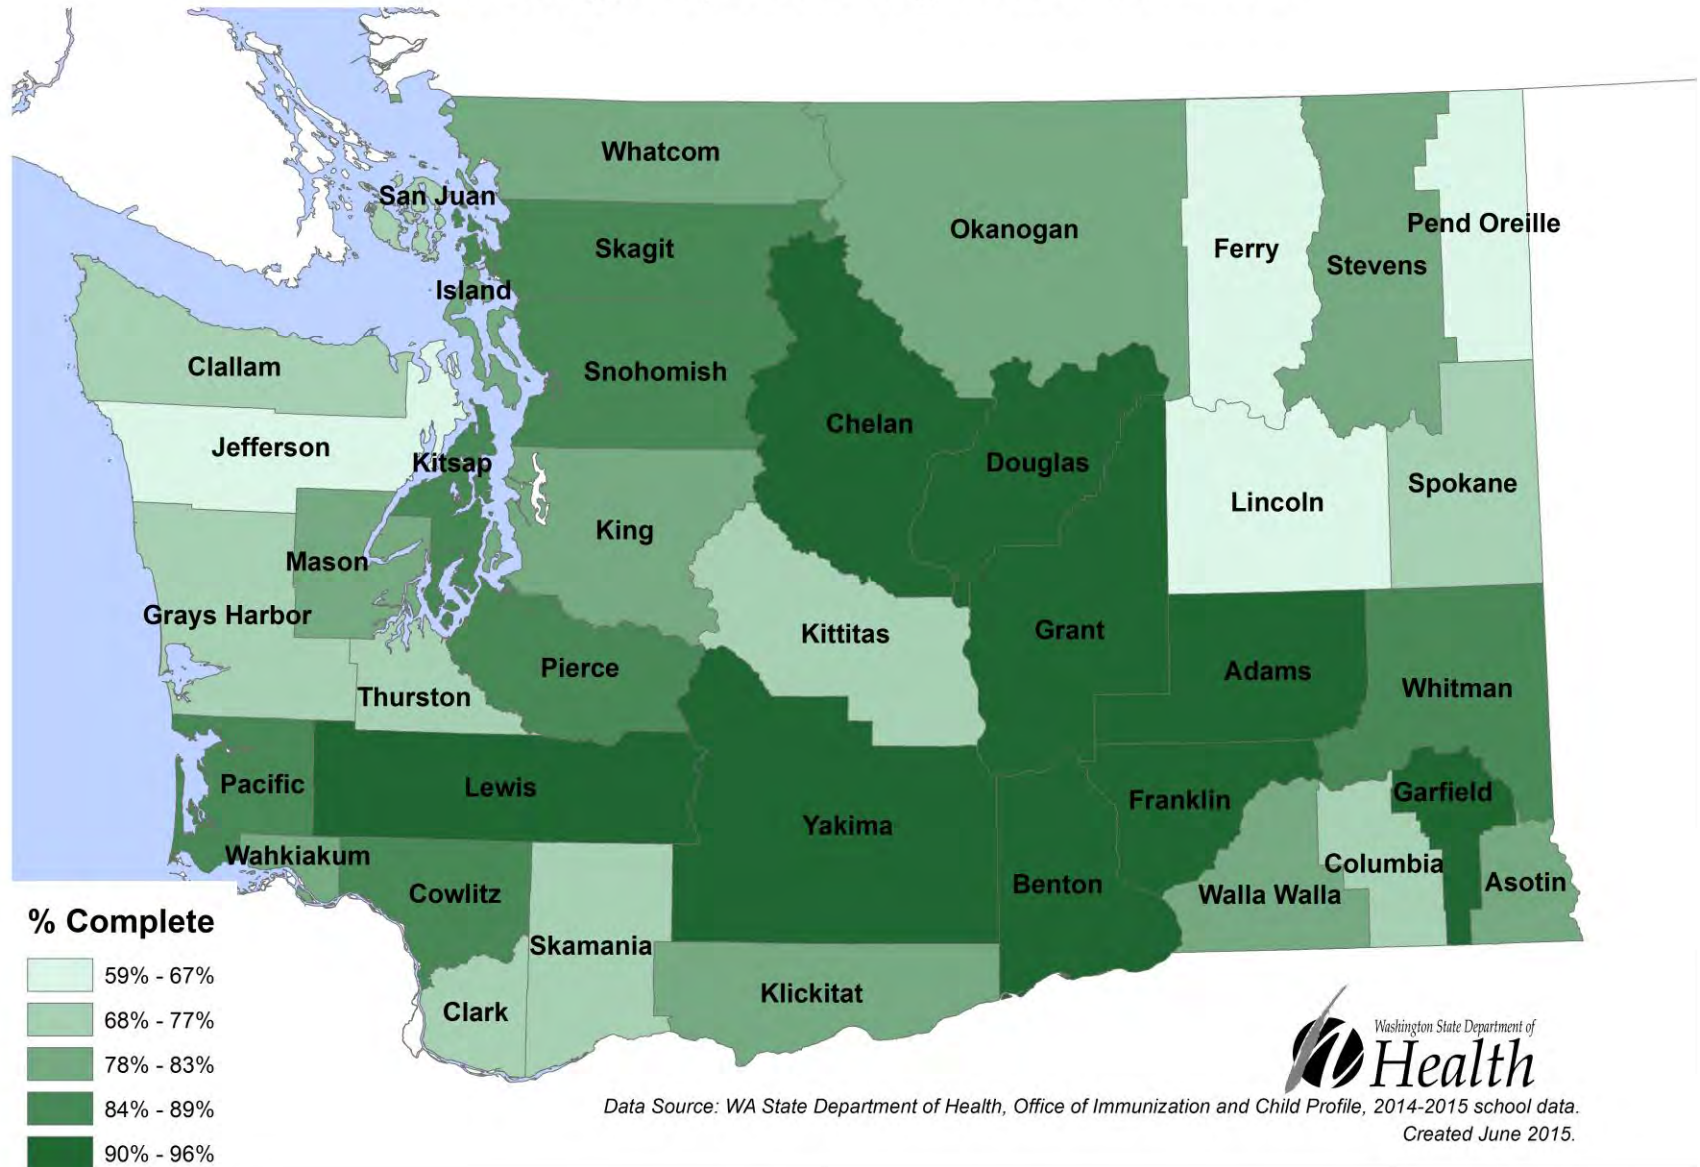 Whatcom
San Juan
Skagit
Okanogan
Ferry
Stevens
Pend Oreille
Island
Clallam
Snohomish
Chelan
Jefferson
Kitsap
Douglas
Lincoln
Spokane
King
Mason
Grays Harbor
Kittitas
Grant
Pierce
Adams
Whitman
Thurston
Pacific
Lewis
Yakima
Franklin
Garfield
Wahkiakum
Cowlitz
Benton
Walla Walla
Columbia
Asotin
Skamania
Clark
Klickitat
% Complete
59% - 67%
68% - 77%
78% - 83%
84% - 89%
90% - 96%
Washington State Department of
Health
Data Source: WA State Department of Health, Office of Immunization and Child Profile, 2014-2015 school data.
Created June 2015.